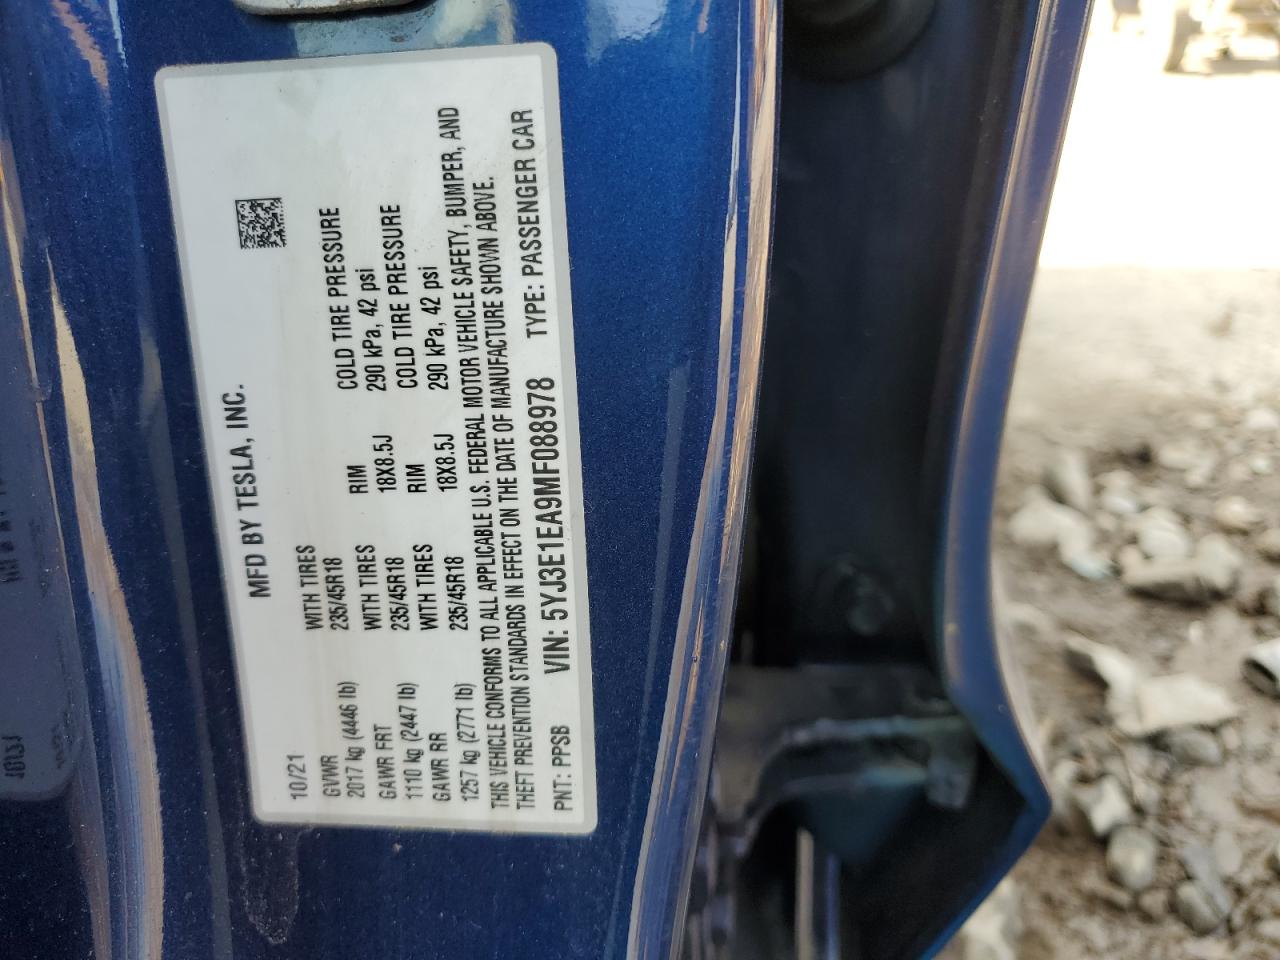 MFD BY TESLA, INC.
10/21
GVWR WITH TIRES RIM COLD TIRE PRESSURE
2017 kg (4446 lb) 235/45R18 18X8.5J 290 kPa, 42 psi
GAWR FRT WITH TIRES RIM COLD TIRE PRESSURE
1110 kg (2447 lb) 235/45R18 18X8.5J 290 kPa, 42 psi
GAWR RR WITH TIRES
1257 kg (2771 lb) 235/45R18
THIS VEHICLE CONFORMS TO ALL APPLICABLE U.S. FEDERAL MOTOR VEHICLE SAFETY, BUMPER, AND
THEFT PREVENTION STANDARDS IN EFFECT ON THE DATE OF MANUFACTURE SHOWN ABOVE.
PNT: PPSB VIN: 5YJ3E1EA9MF088978 TYPE: PASSENGER CAR